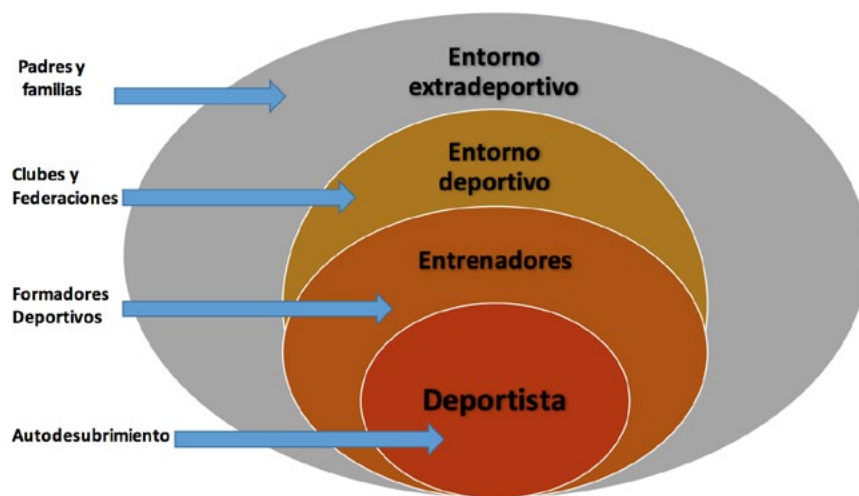 Padres y
familias
Entorno
extradeportivo
Clubes y
Federaciones
Entorno
deportivo
Formadores
Deportivos
Entrenadores
Autodesubrimiento
Deportista